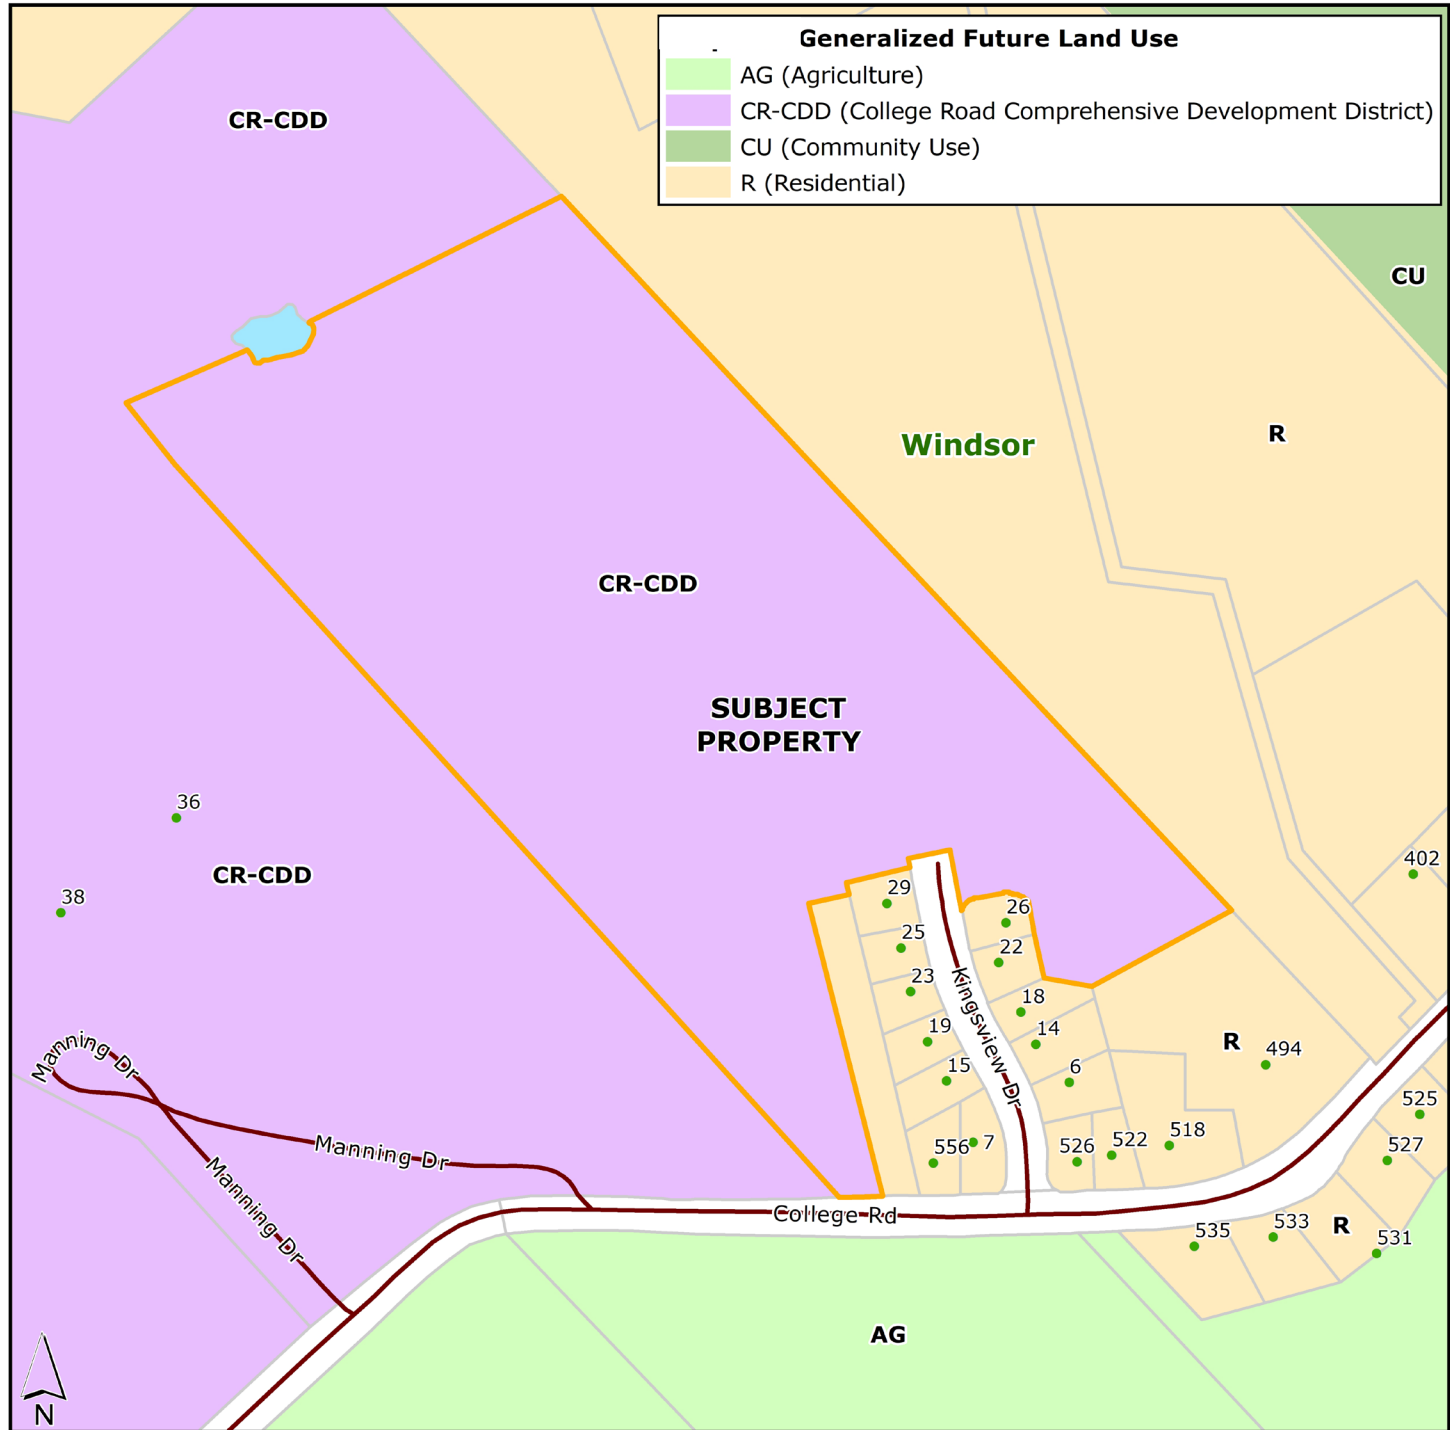 Generalized Future Land Use
AG (Agriculture)
CR-CDD (College Road Comprehensive Development District)
CU (Community Use)
R (Residential)
CR-CDD
CU
Windsor
R
CR-CDD
SUBJECT
PROPERTY
36
CR-CDD
38
402
29
26
25
22
23
18
19
14
Kingsview Dr
15
6
R
494
Manning Dr
525
527
556
7
526
522
518
Manning Dr
Manning Dr
College Rd
535
533
R
531
AG
N